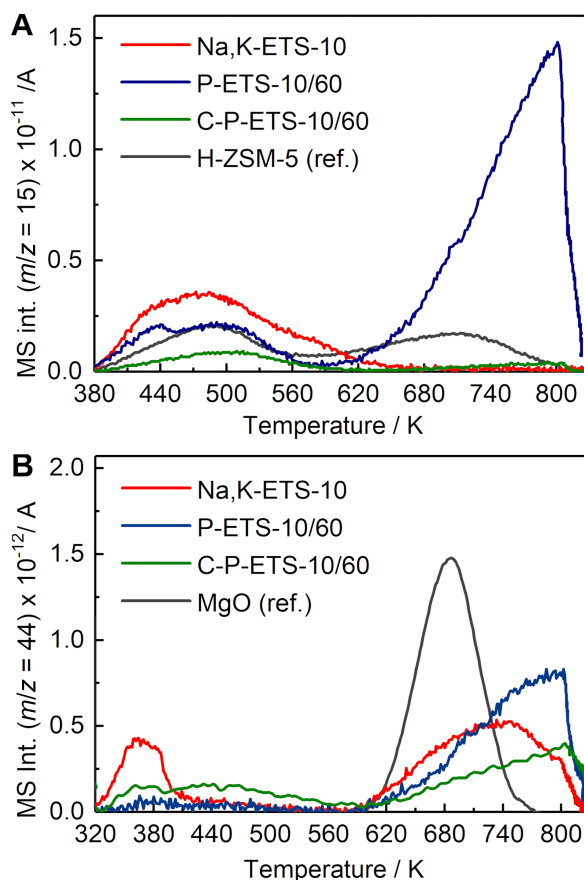 A
MS int. (m/z = 15) x 10⁻¹¹ /A
1.5
1.0
0.5
0.0
Na,K-ETS-10
P-ETS-10/60
C-P-ETS-10/60
H-ZSM-5 (ref.)
380 440 500 560 620 680 740 800
Temperature / K
B
MS Int. (m/z = 44) x 10⁻¹²/ A
2.0
1.5
1.0
0.5
0.0
Na,K-ETS-10
P-ETS-10/60
C-P-ETS-10/60
MgO (ref.)
320 380 440 500 560 620 680 740 800
Temperature / K